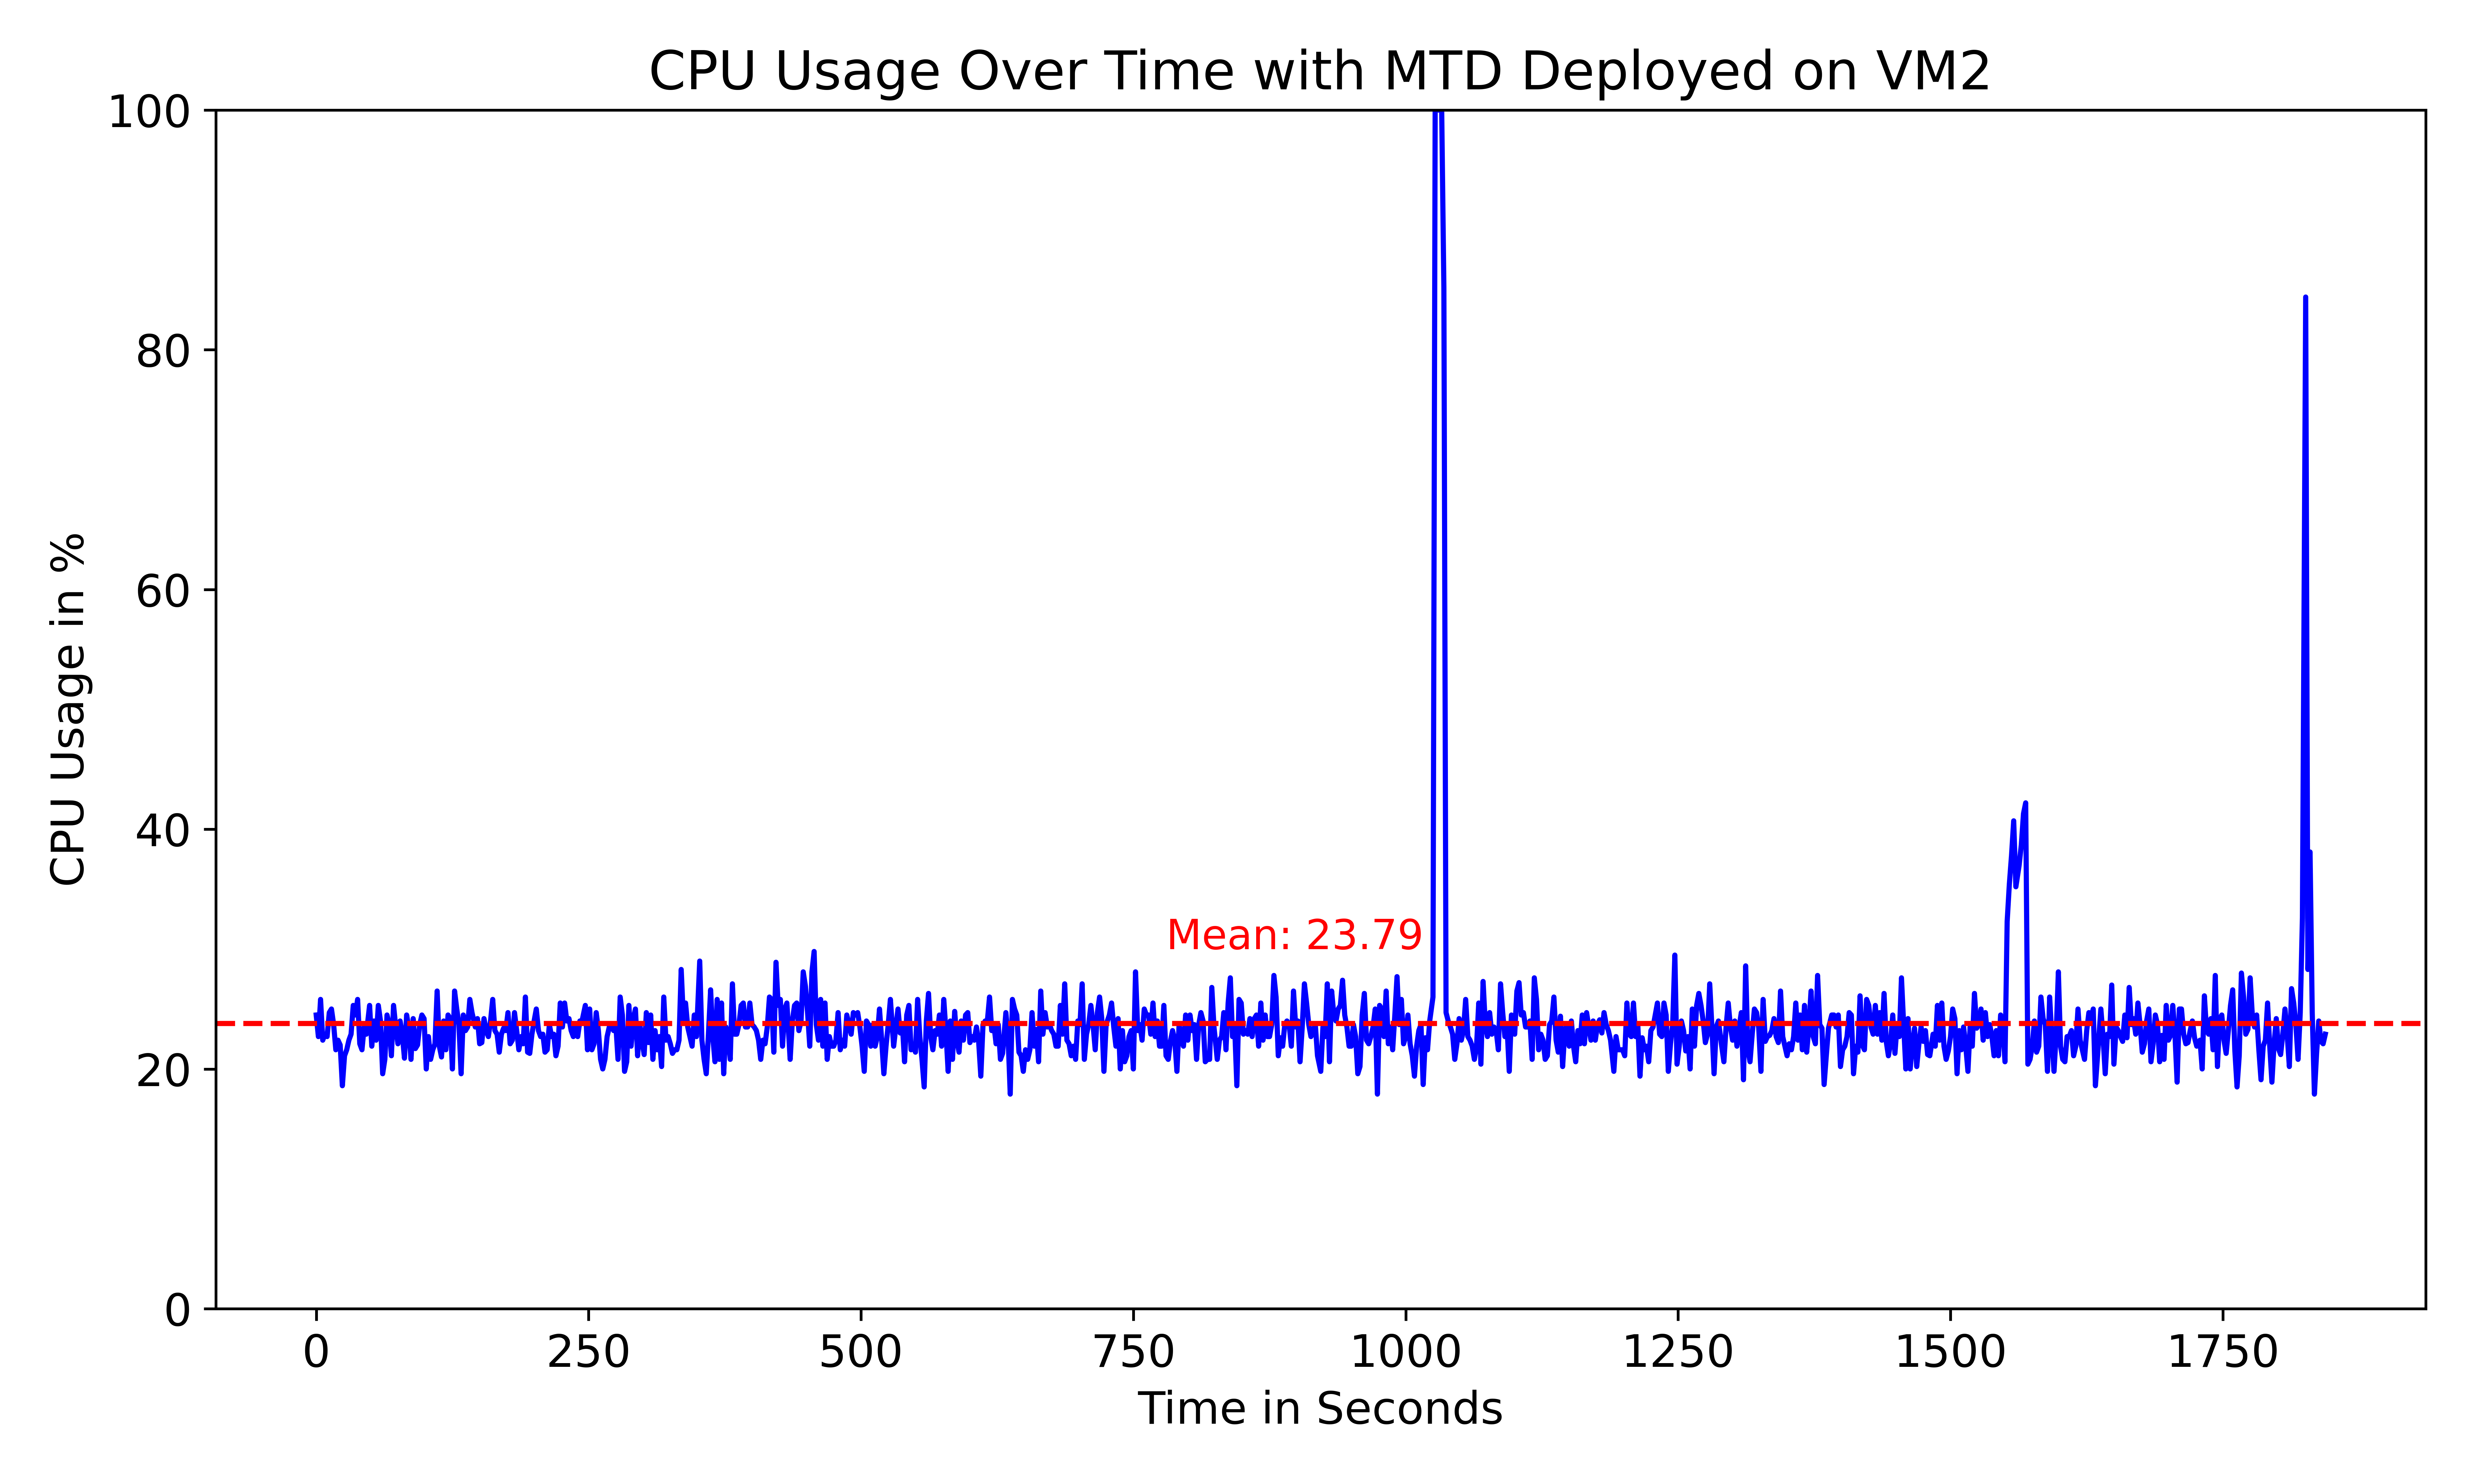 CPU Usage Over Time with MTD Deployed on VM2
100
80
60
40
20
0
CPU Usage in %
Mean: 23.79
0 250 500 750 1000 1250 1500 1750
Time in Seconds